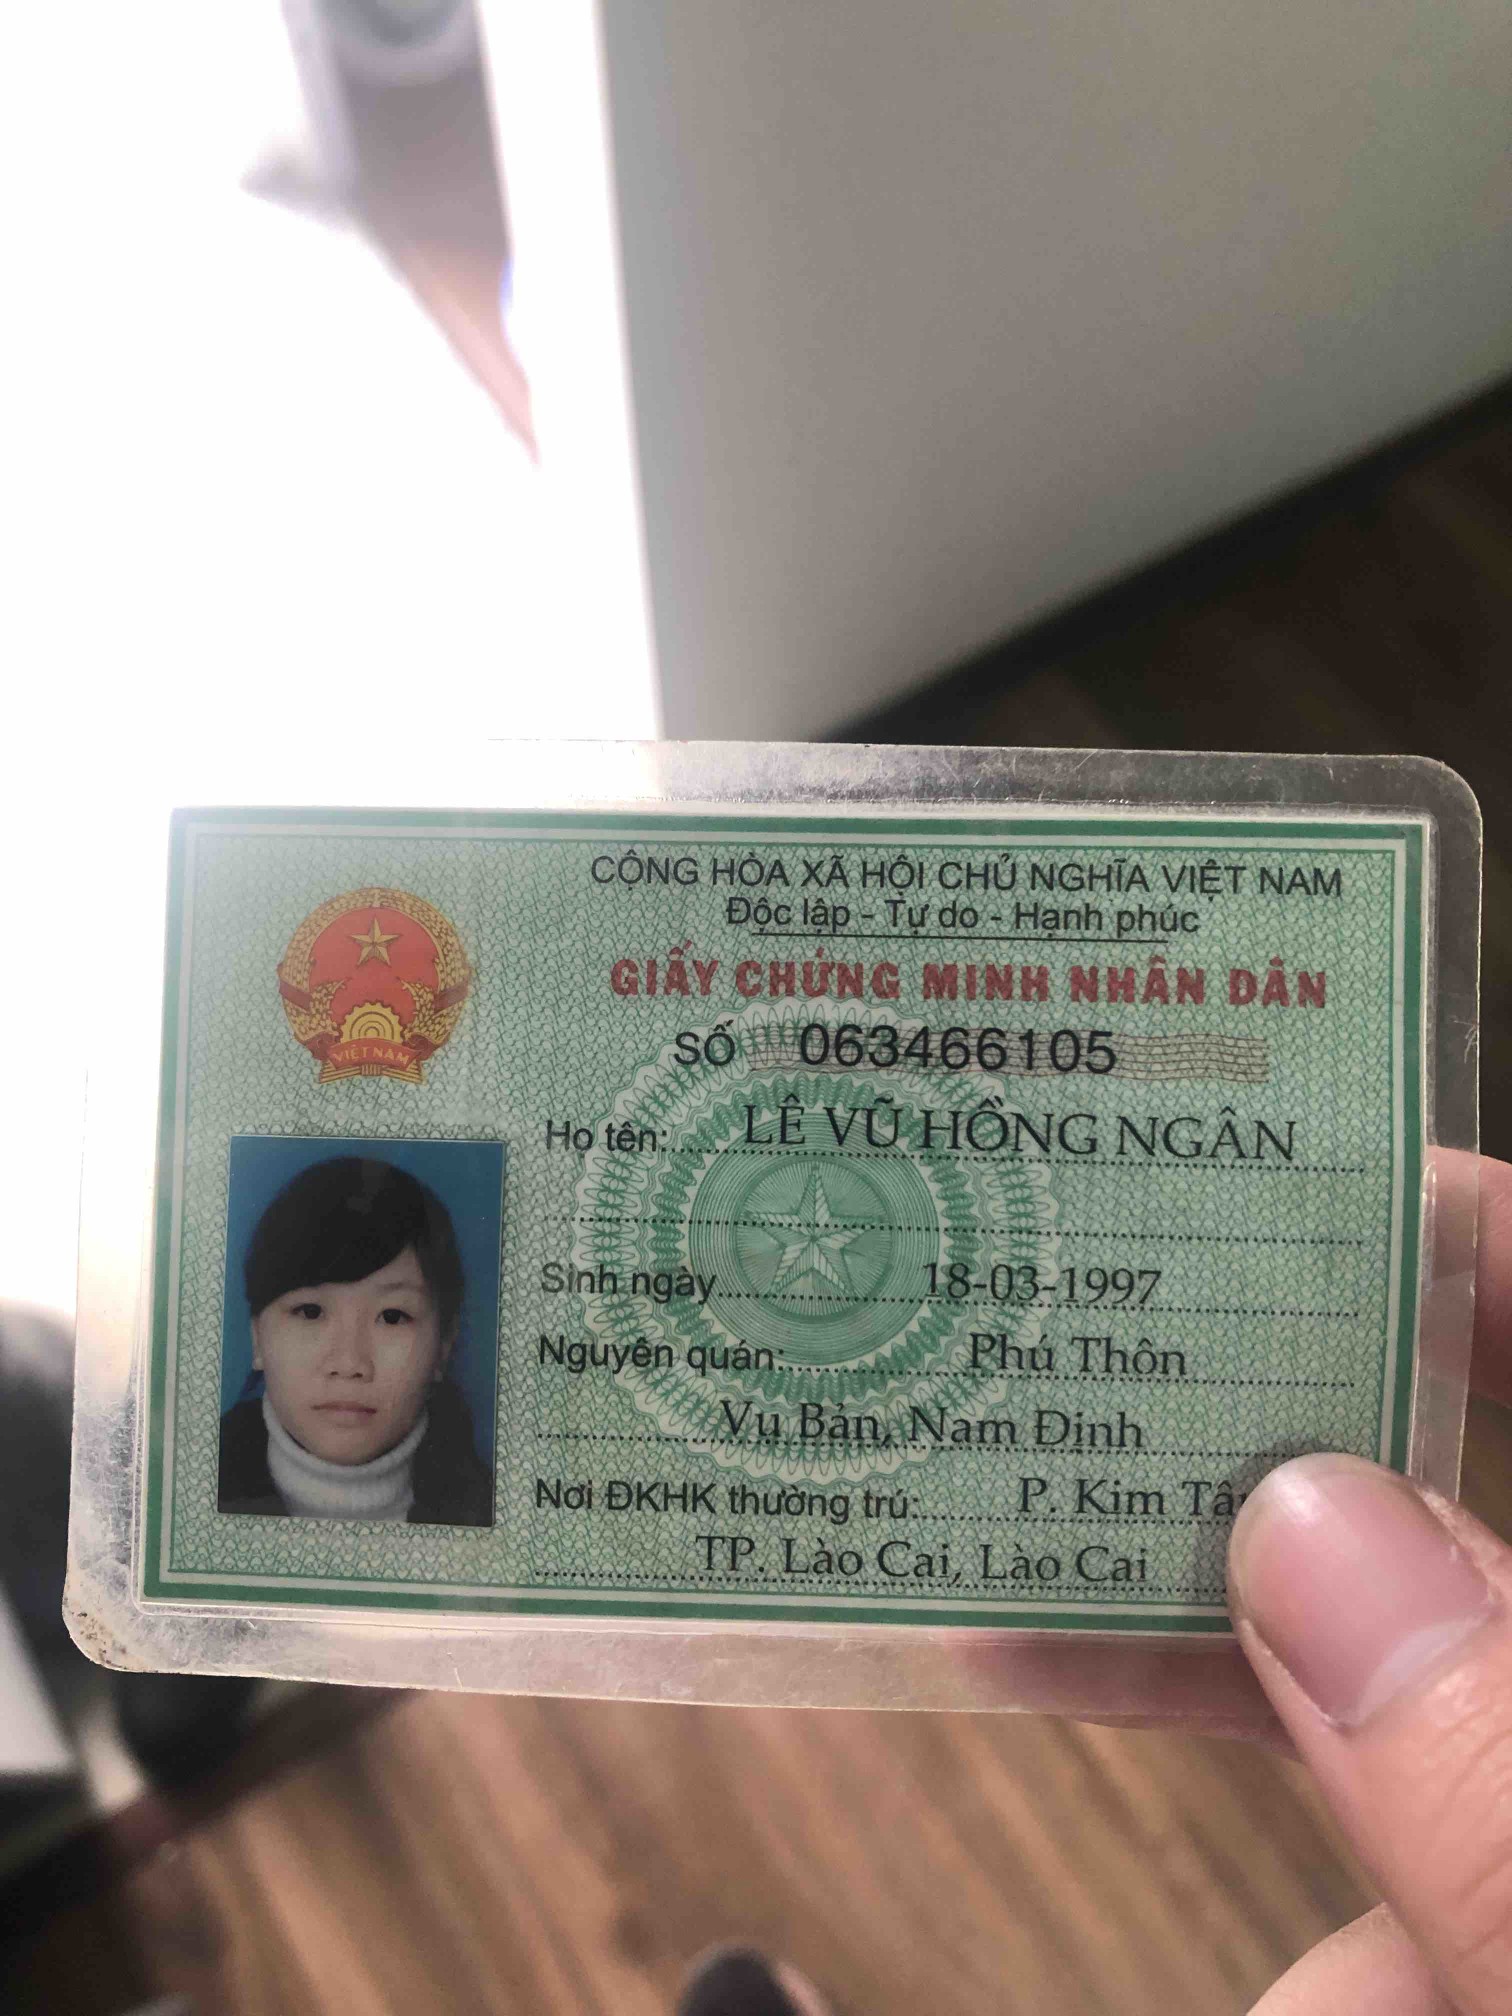 CỘNG HÒA XÃ HỘI CHỦ NGHĨA VIỆT NAM
Độc lập - Tự do - Hạnh phúc
GIẤY CHỨNG MINH NHÂN DÂN
SỐ 063466105
VIỆT NAM
Họ tên: LÊ VŨ HỒNG NGÂN
Sinh ngày 18-03-1997
Nguyên quán: Phú Thôn
Vụ Bản, Nam Định
Nơi ĐKHK thường trú: P. Kim
TP. Lào Cai, Lào Cai